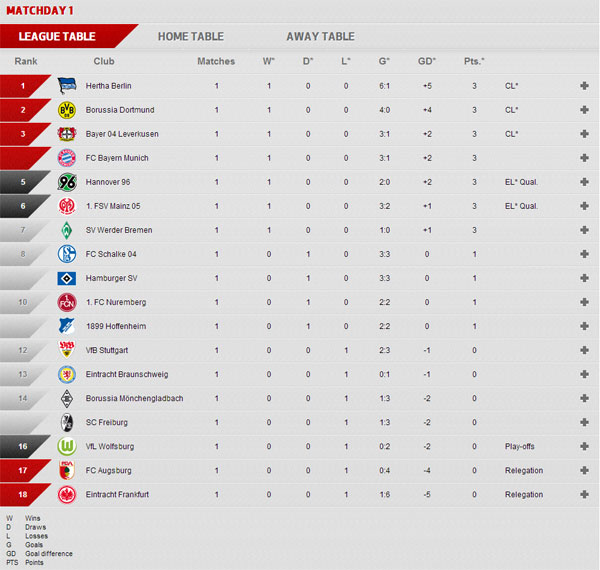 MATCHDAY 1
LEAGUE TABLE HOME TABLE AWAY TABLE
Rank Club Matches W* D* L* G* GD* Pts.*
1 Hertha Berlin 1 1 0 0 6:1 +5 3 CL*
2 Borussia Dortmund 1 1 0 0 4:0 +4 3 CL*
3 Bayer 04 Leverkusen 1 1 0 0 3:1 +2 3 CL*
FC Bayern Munich 1 1 0 0 3:1 +2 3
5 Hannover 96 1 1 0 0 2:0 +2 3 EL* Qual.
6 1. FSV Mainz 05 1 1 0 0 3:2 +1 3 EL* Qual.
7 SV Werder Bremen 1 1 0 0 1:0 +1 3
8 FC Schalke 04 1 0 1 0 3:3 0 1
Hamburger SV 1 0 1 0 3:3 0 1
10 1. FC Nuremberg 1 0 1 0 2:2 0 1
1899 Hoffenheim 1 0 1 0 2:2 0 1
12 VfB Stuttgart 1 0 0 1 2:3 -1 0
13 Eintracht Braunschweig 1 0 0 1 0:1 -1 0
14 Borussia Mönchengladbach 1 0 0 1 1:3 -2 0
SC Freiburg 1 0 0 1 1:3 -2 0
16 VfL Wolfsburg 1 0 0 1 0:2 -2 0 Play-offs
17 FC Augsburg 1 0 0 1 0:4 -4 0 Relegation
18 Eintracht Frankfurt 1 0 0 1 1:6 -5 0 Relegation
W Wins
D Draws
L Losses
G Goals
GD Goal difference
PTS Points